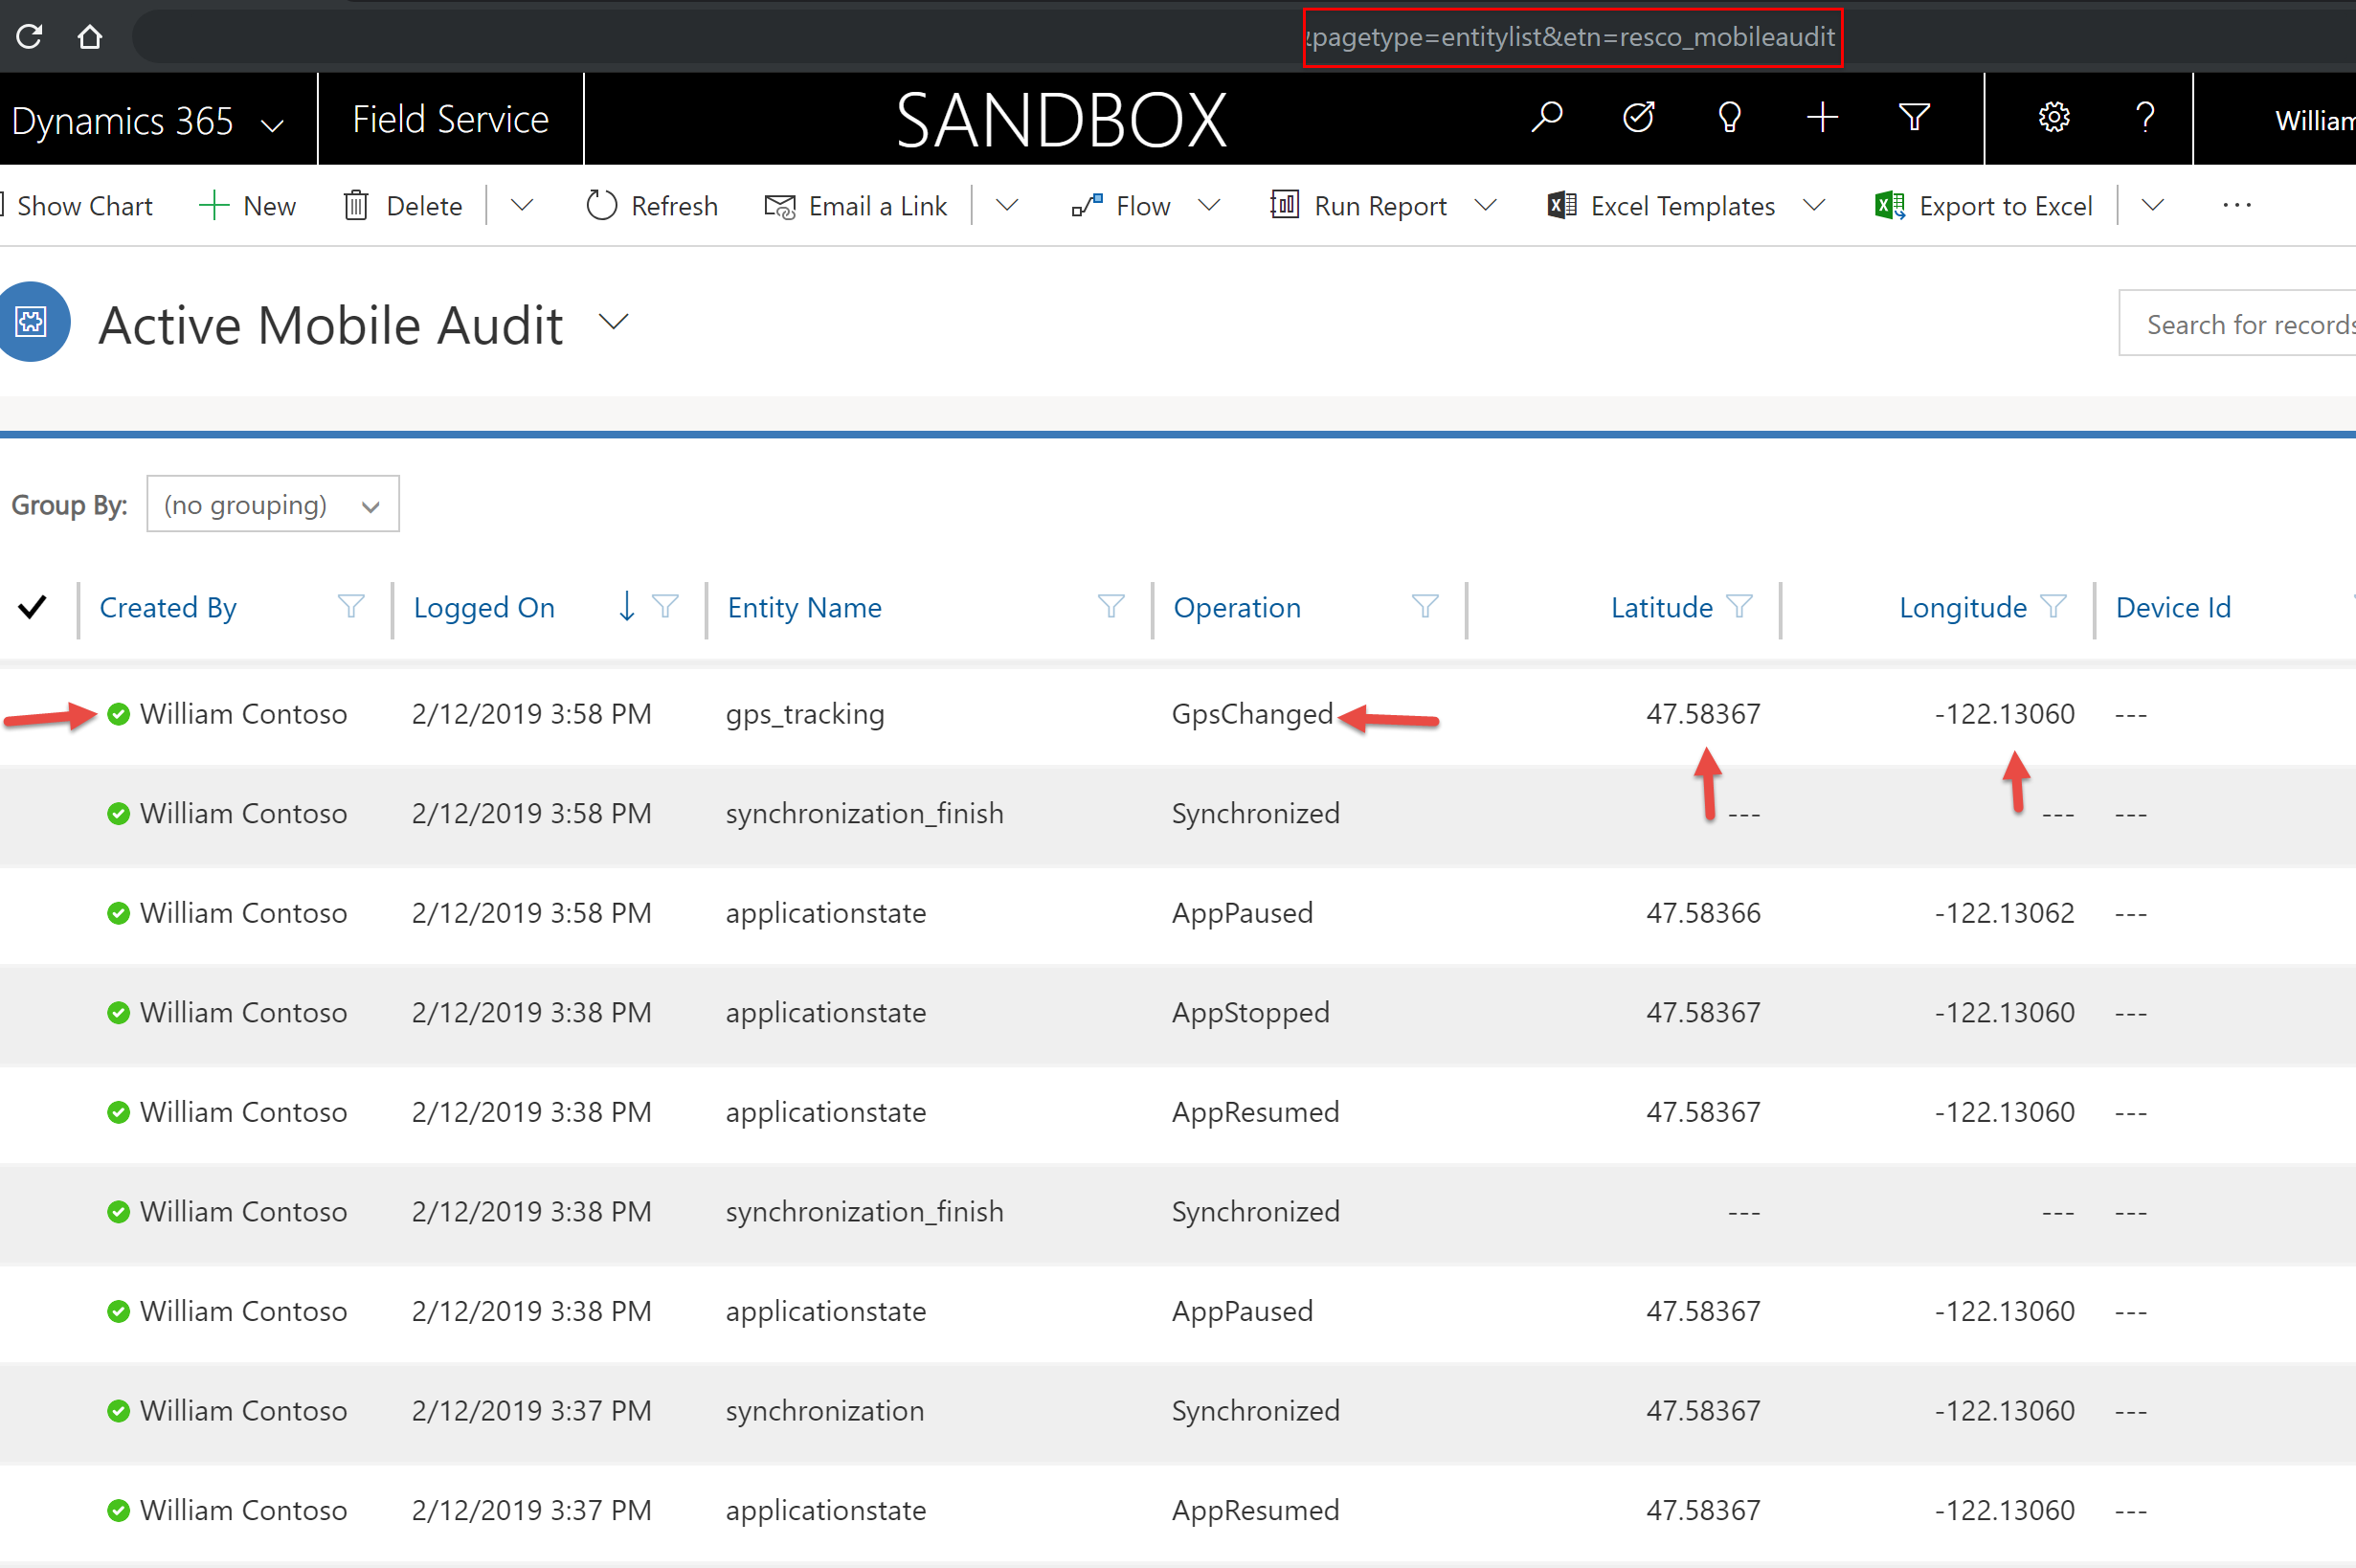 pagetype=entitylist&etn=resco_mobileaudit
Dynamics 365 Field Service SANDBOX ? William
Show Chart New Delete Refresh Email a Link Flow Run Report Excel Templates Export to Excel ...
Active Mobile Audit Search for records
Group By: (no grouping)
Created By Logged On Entity Name Operation Latitude Longitude Device Id
William Contoso 2/12/2019 3:58 PM gps_tracking GpsChanged 47.58367 -122.13060 ---
William Contoso 2/12/2019 3:58 PM synchronization_finish Synchronized --- --- ---
William Contoso 2/12/2019 3:58 PM applicationstate AppPaused 47.58366 -122.13062 ---
William Contoso 2/12/2019 3:38 PM applicationstate AppStopped 47.58367 -122.13060 ---
William Contoso 2/12/2019 3:38 PM applicationstate AppResumed 47.58367 -122.13060 ---
William Contoso 2/12/2019 3:38 PM synchronization_finish Synchronized --- --- ---
William Contoso 2/12/2019 3:38 PM applicationstate AppPaused 47.58367 -122.13060 ---
William Contoso 2/12/2019 3:37 PM synchronization Synchronized 47.58367 -122.13060 ---
William Contoso 2/12/2019 3:37 PM applicationstate AppResumed 47.58367 -122.13060 ---